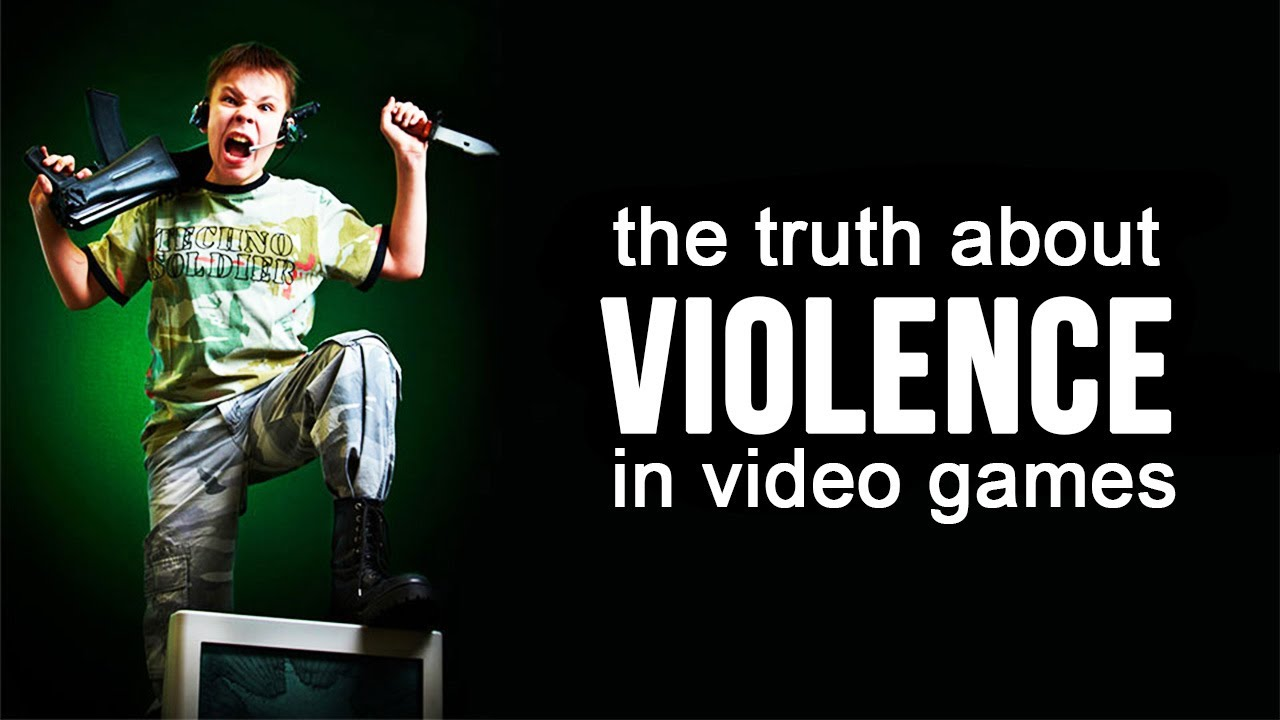 TECHNO
SOLDIER
the truth about
VIOLENCE
in video games